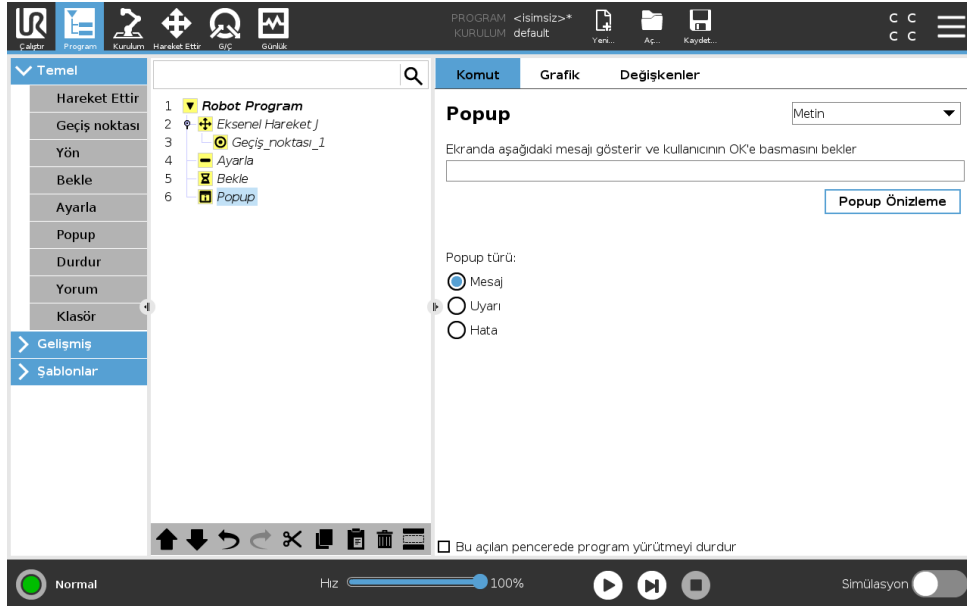 PROGRAM <isimsiz>*
KURULUM default
Çalıştır Program Kurulum Hareket Ettir G/Ç Günlük Yeni... Aç... Kaydet...
C C
C C
Temel
Hareket Ettir
Geçiş noktası
Yön
Bekle
Ayarla
Popup
Durdur
Yorum
Klasör
Gelişmiş
Şablonlar
1 Robot Program
2 Eksenel Hareket J
3 Geçiş_noktası_1
4 Ayarla
5 Bekle
6 Popup
Komut Grafik Değişkenler
Popup Metin
Ekranda aşağıdaki mesajı gösterir ve kullanıcının OK'e basmasını bekler
Popup Önizleme
Popup türü:
Mesaj
Uyarı
Hata
Bu açılan pencerede program yürütmeyi durdur
Normal Hız 100% Simülasyon